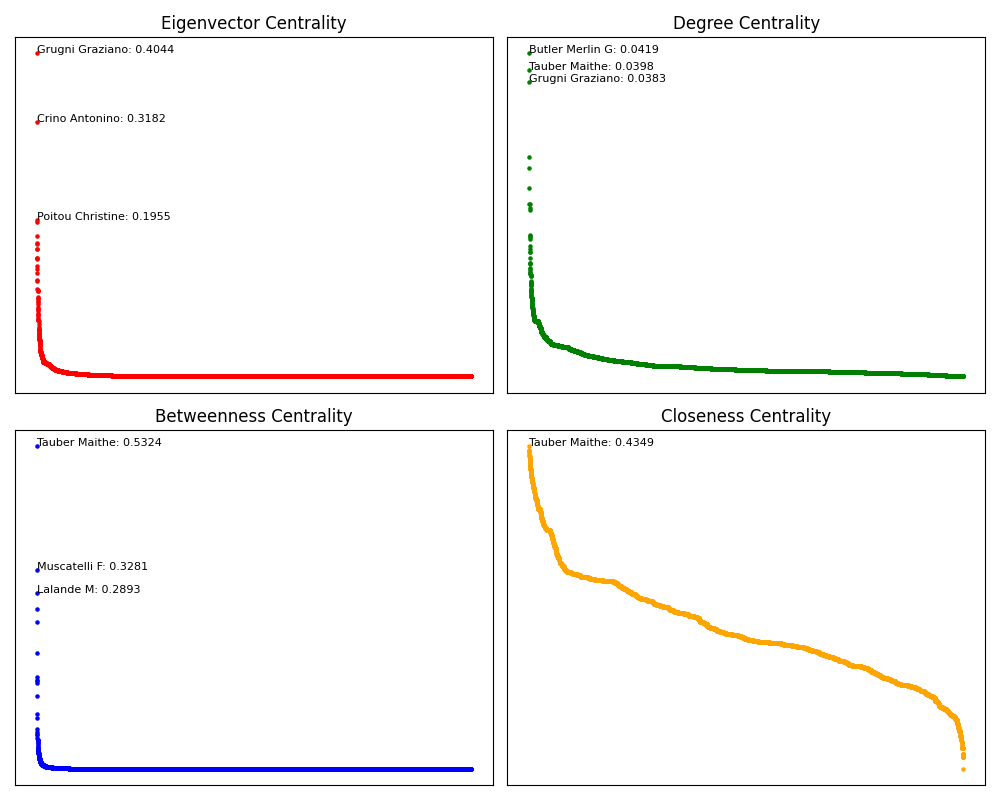 Eigenvector Centrality
Grugni Graziano: 0.4044
Crino Antonino: 0.3182
Poitou Christine: 0.1955
Degree Centrality
Butler Merlin G: 0.0419
Tauber Maithe: 0.0398
Grugni Graziano: 0.0383
Betweenness Centrality
Tauber Maithe: 0.5324
Muscatelli F: 0.3281
Lalande M: 0.2893
Closeness Centrality
Tauber Maithe: 0.4349